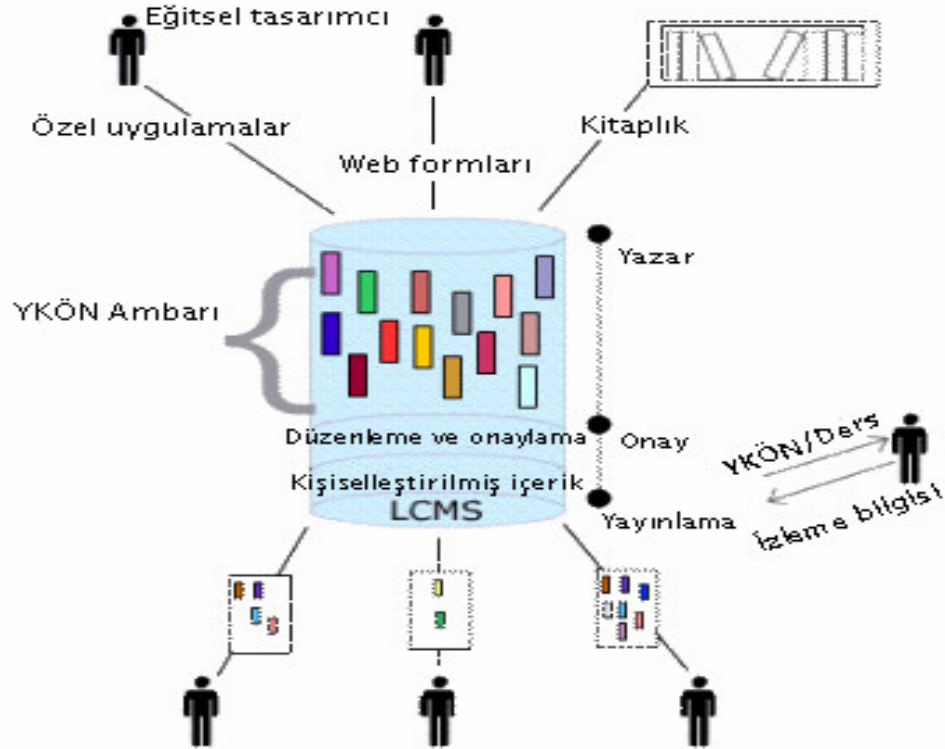 Eğitsel tasarımcı
Özel uygulamalar
Web formları
Kitaplık
Yazar
YKÖN Ambarı
Düzenleme ve onaylama
Onay
YKÖN/Ders
Kişiselleştirilmiş içerik
LCMS
Yayınlama
İzleme bilgisi